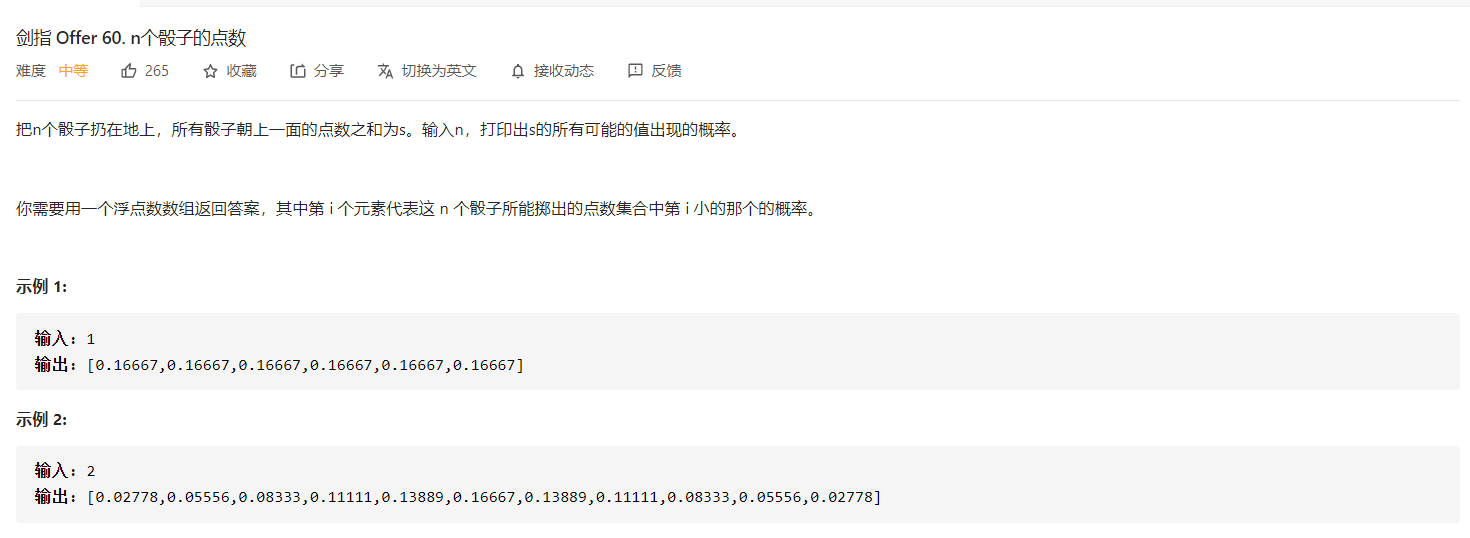 剑指 Offer 60. n个骰子的点数
难度 中等 265 收藏 分享 切换为英文 接收动态 反馈
把n个骰子扔在地上，所有骰子朝上一面的点数之和为s。输入n，打印出s的所有可能的值出现的概率。
你需要用一个浮点数数组返回答案，其中第 i 个元素代表这 n 个骰子所能掷出的点数集合中第 i 小的那个的概率。
示例 1:
输入: 1
输出: [0.16667,0.16667,0.16667,0.16667,0.16667,0.16667]
示例 2:
输入: 2
输出: [0.02778,0.05556,0.08333,0.11111,0.13889,0.16667,0.13889,0.11111,0.08333,0.05556,0.02778]